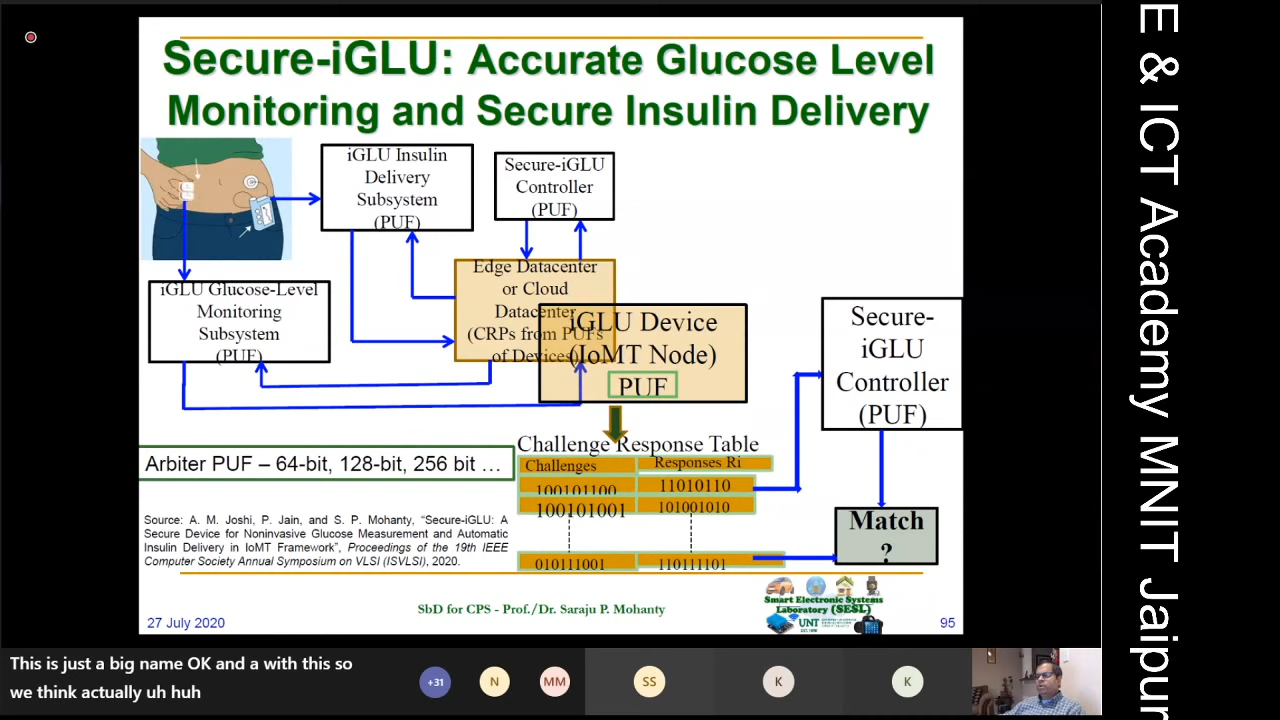 Secure-iGLU: Accurate Glucose Level
Monitoring and Secure Insulin Delivery
iGLU Insulin
Delivery
Subsystem
(PUF)
Secure-iGLU
Controller
(PUF)
iGLU Glucose-Level
Monitoring
Subsystem
(PUF)
Edge Datacenter
or Cloud
Datacenter
(CRPs from PUFs
of Devices)
iGLU Device
(IoMT Node)
PUF
Secure-
iGLU
Controller
(PUF)
Challenge Response Table
Challenges Responses Ri
100101100 11010110
100101001 101001010
010111001 110111101
Match
?
Arbiter PUF – 64-bit, 128-bit, 256 bit …
Source: A. M. Joshi, P. Jain, and S. P. Mohanty, “Secure-iGLU: A
Secure Device for Noninvasive Glucose Measurement and Automatic
Insulin Delivery in IoMT Framework”, Proceedings of the 19th IEEE
Computer Society Annual Symposium on VLSI (ISVLSI), 2020.
27 July 2020
SbD for CPS - Prof./Dr. Saraju P. Mohanty
Smart Electronic Systems
Laboratory (SESL)
UNT
95
E & ICT Academy MNIT Jaipur
This is just a big name OK and a with this so
we think actually uh huh
+31
N
MM
SS
K
K